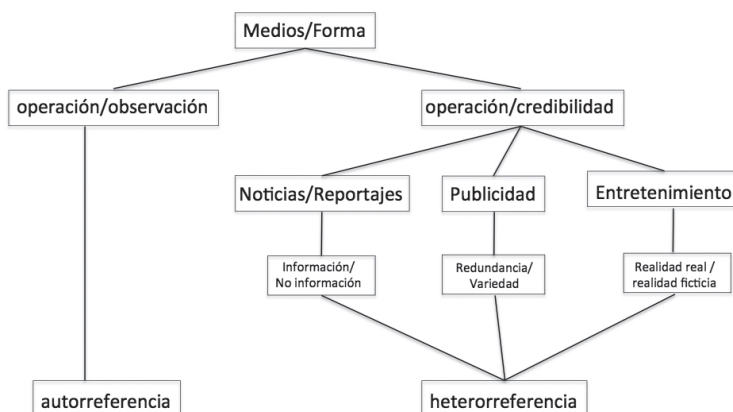 Medios/Forma
operación/observación
operación/credibilidad
Noticias/Reportajes
Publicidad
Entretenimiento
Información/
No información
Redundancia/
Variedad
Realidad real /
realidad ficticia
autorreferencia
heterorreferencia